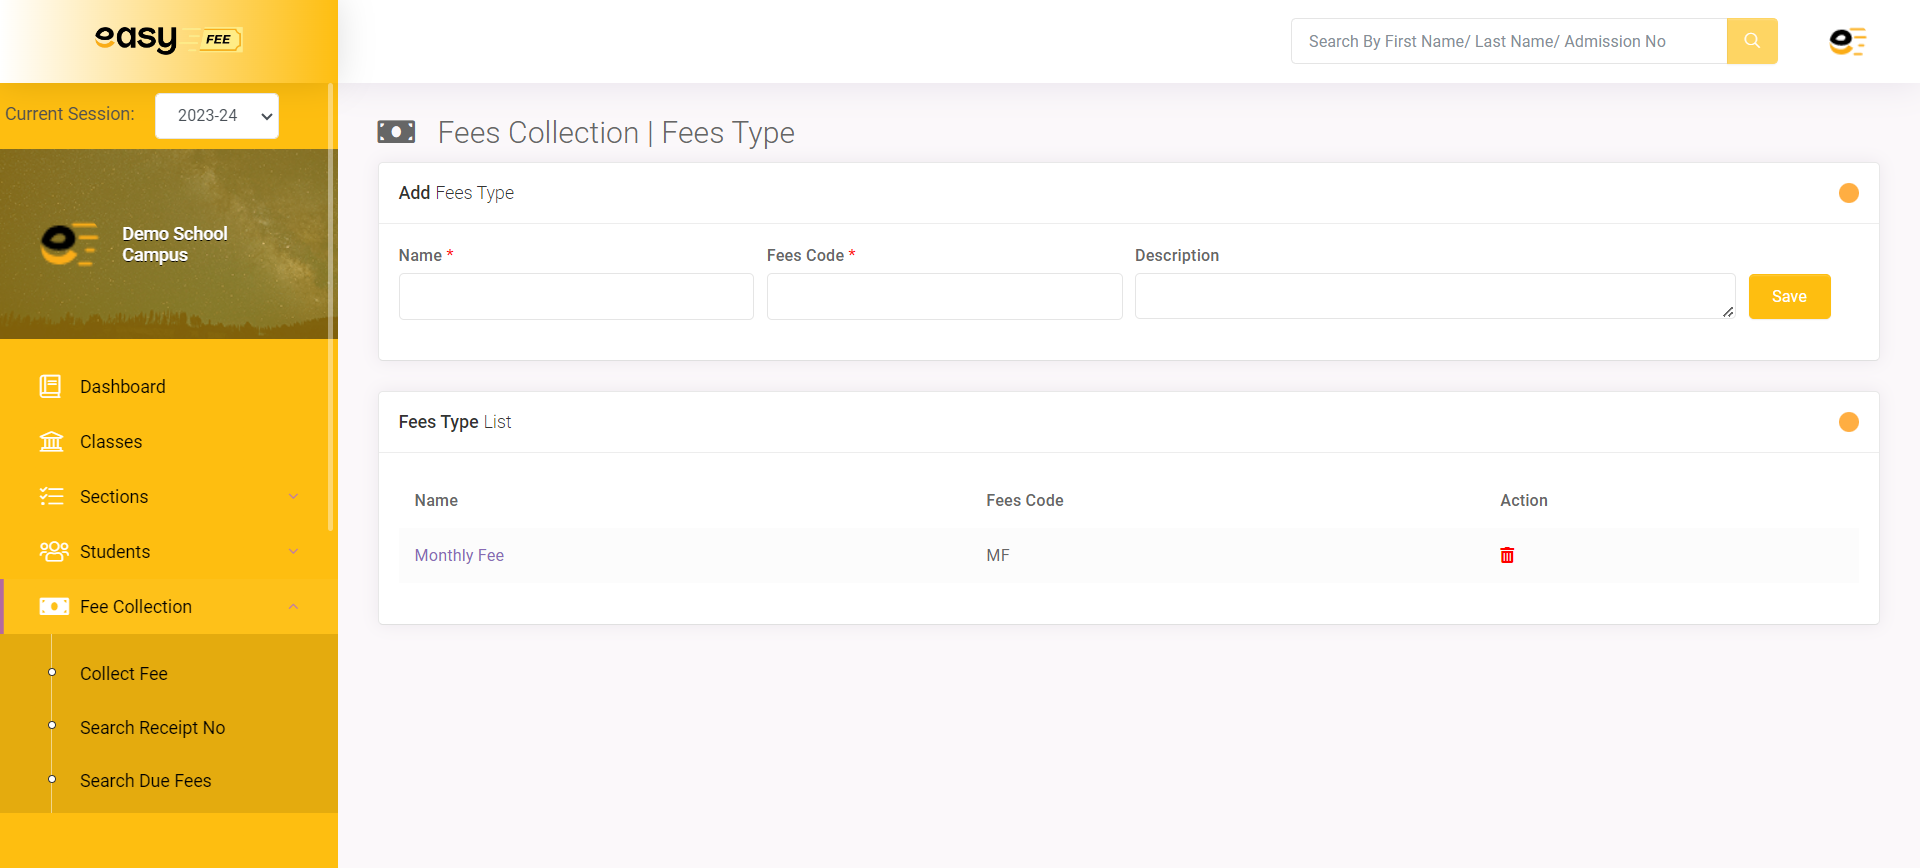 easy FEE
Search By First Name/ Last Name/ Admission No
Current Session: 2023-24
Demo School
Campus
Dashboard
Classes
Sections
Students
Fee Collection
Collect Fee
Search Receipt No
Search Due Fees
Fees Collection | Fees Type
Add Fees Type
Name * Fees Code * Description
Save
Fees Type List
Name Fees Code Action
Monthly Fee MF